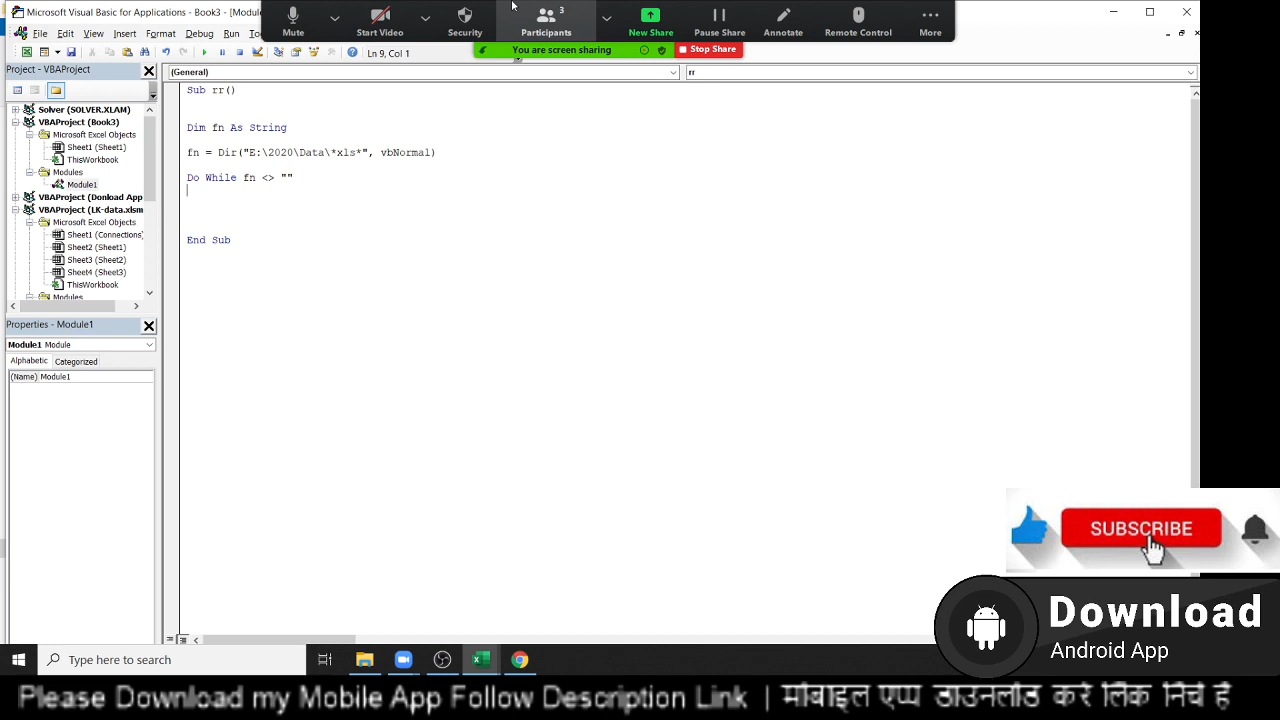 Microsoft Visual Basic for Applications - Book3 - [Modul
File Edit View Insert Format Debug Run To
Mute
Start Video
Security
3
Participants
New Share
Pause Share
Annotate
Remote Control
More
You are screen sharing
Stop Share
Ln 9, Col 1
Project - VBAProject
(General)
rr
Solver (SOLVER.XLAM)
VBAProject (Book3)
Microsoft Excel Objects
Sheet1 (Sheet1)
ThisWorkbook
Modules
Module1
VBAProject (Donload App
VBAProject (LK-data.xlsm
Microsoft Excel Objects
Sheet1 (Connections)
Sheet2 (Sheet1)
Sheet3 (Sheet2)
Sheet4 (Sheet3)
ThisWorkbook
Modules
Properties - Module1
Module1 Module
Alphabetic Categorized
(Name) Module1
Sub rr()
Dim fn As String
fn = Dir("E:\2020\Data\*xls*", vbNormal)
Do While fn <> ""
End Sub
SUBSCRIBE
Download
Android App
Type here to search
Please Download my Mobile App Follow Description Link | मोबाइल एप्प डाउनलोड करे लिंक निचे है